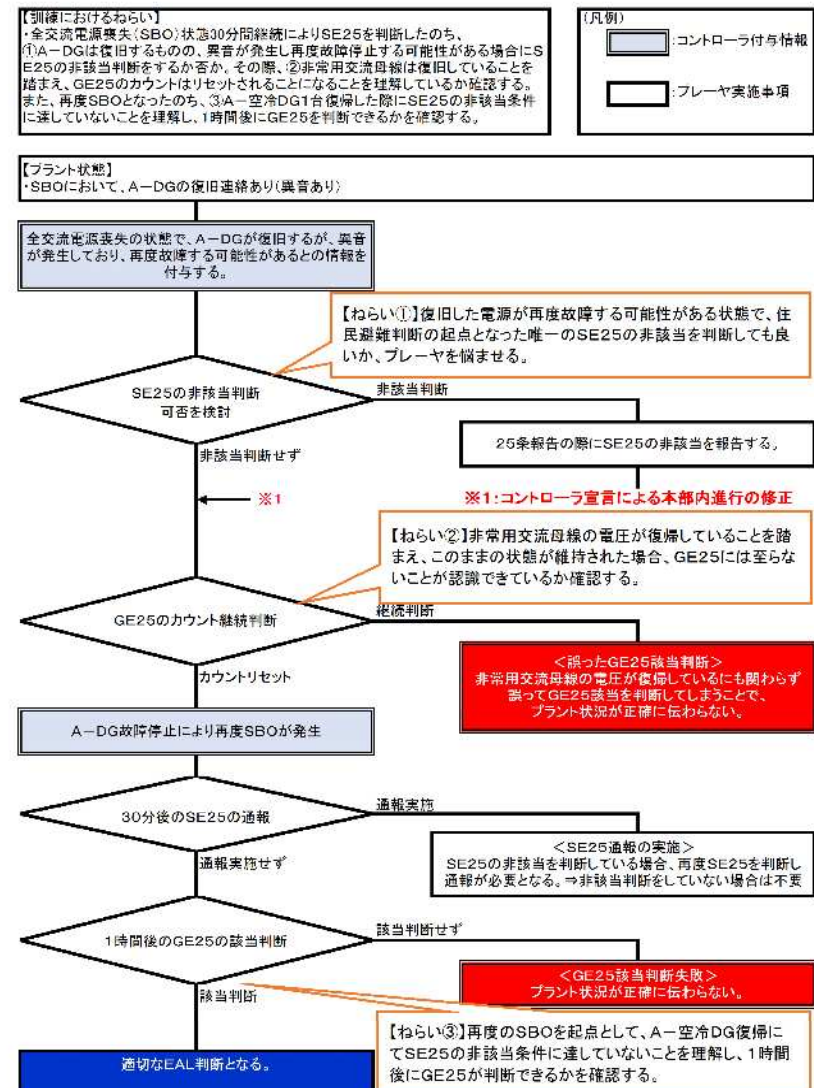 【訓練におけるねらい】
・全交流電源喪失(SBO)状態30分間継続によりSE25を判断したのち、
①A－DGは復旧するものの、異音が発生し再度故障停止する可能性がある場合にS
E25の非該当判断をするか否か。その際、②非常用交流母線は復旧していることを
踏まえ、GE25のカウントはリセットされることになることを理解しているか確認する。
また、再度SBOとなったのち、③A－空冷DG1台復帰した際にSE25の非該当条件
に達していないことを理解し、1時間後にGE25を判断できるかを確認する。
(凡例)
:コントローラ付与情報
:プレーヤ実施事項
【プラント状態】
・SBOにおいて、A－DGの復旧連絡あり(異音あり)
全交流電源喪失の状態で、A－DGが復旧するが、異音
が発生しており、再度故障する可能性があるとの情報を
付与する。
【ねらい①】復旧した電源が再度故障する可能性がある状態で、住
民避難判断の起点となった唯一のSE25の非該当を判断しても良
いか、プレーヤを悩ませる。
SE25の非該当判断
可否を検討
非該当判断
25条報告の際にSE25の非該当を報告する。
非該当判断せず
※1
※1:コントローラ宣言による本部内進行の修正
【ねらい②】非常用交流母線の電圧が復帰していることを踏
まえ、このままの状態が維持された場合、GE25には至らな
いことが認識できているか確認する。
GE25のカウント継続判断
継続判断
<誤ったGE25該当判断>
非常用交流母線の電圧が復帰しているにも関わらず
誤ってGE25該当を判断してしまうことで、
プラント状況が正確に伝わらない。
カウントリセット
A－DG故障停止により再度SBOが発生
30分後のSE25の通報
通報実施
<SE25通報の実施>
SE25の非該当を判断している場合、再度SE25を判断し
通報が必要となる。⇒非該当判断をしていない場合は不要
通報実施せず
1時間後のGE25の該当判断
該当判断せず
<GE25該当判断失敗>
プラント状況が正確に伝わらない。
該当判断
【ねらい③】再度のSBOを起点として、A－空冷DG復帰に
てSE25の非該当条件に達していないことを理解し、1時間
後にGE25が判断できるかを確認する。
適切なEAL判断となる。